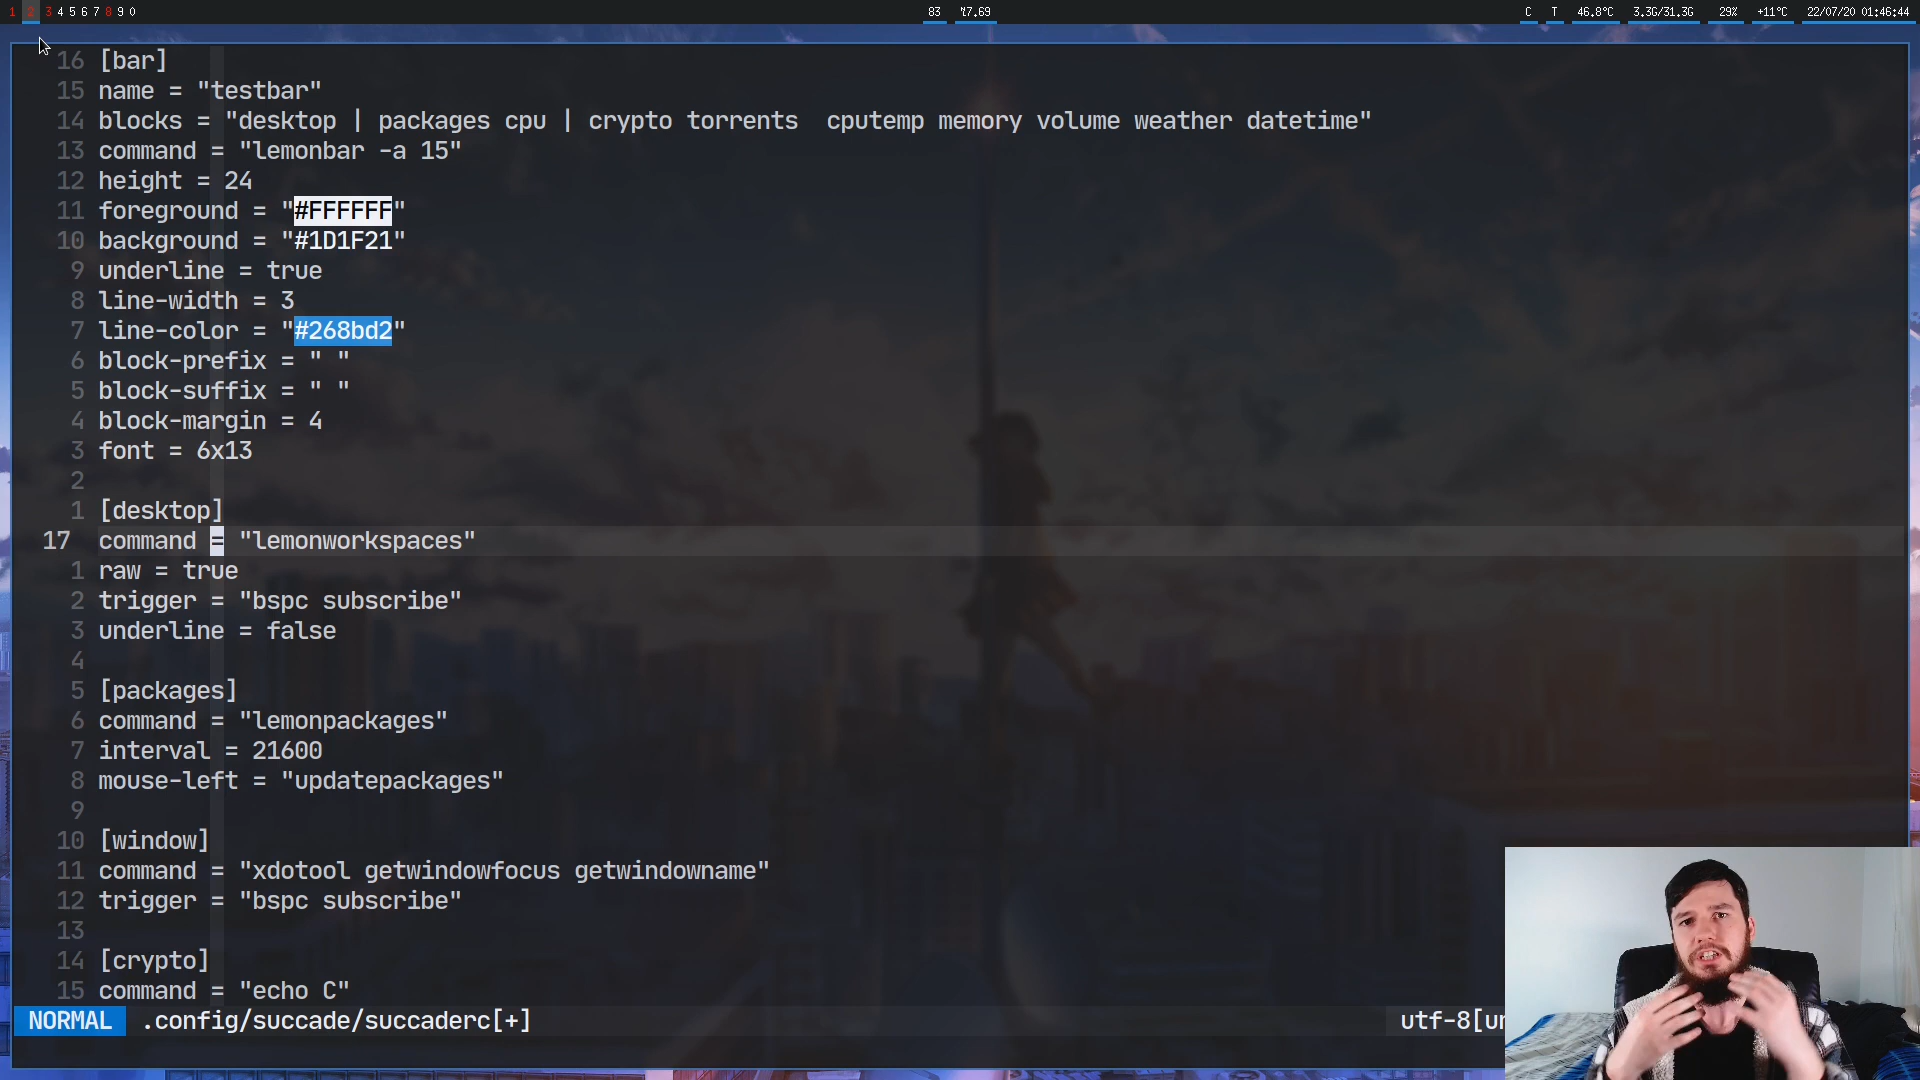 1 2 3 4 5 6 7 8 9 0 83 17.69 C T 46.8°C 3.3G/31.3G 29% +11°C 22/07/20 01:46:44
16 [bar]
15 name = "testbar"
14 blocks = "desktop | packages cpu | crypto torrents  cputemp memory volume weather datetime"
13 command = "lemonbar -a 15"
12 height = 24
11 foreground = "#FFFFFF"
10 background = "#1D1F21"
9 underline = true
8 line-width = 3
7 line-color = "#268bd2"
6 block-prefix = " "
5 block-suffix = " "
4 block-margin = 4
3 font = 6x13
2
1 [desktop]
17 command = "lemonworkspaces"
1 raw = true
2 trigger = "bspc subscribe"
3 underline = false
4
5 [packages]
6 command = "lemonpackages"
7 interval = 21600
8 mouse-left = "updatepackages"
9
10 [window]
11 command = "xdotool getwindowfocus getwindowname"
12 trigger = "bspc subscribe"
13
14 [crypto]
15 command = "echo C"
NORMAL .config/succade/succaderc[+] utf-8[un